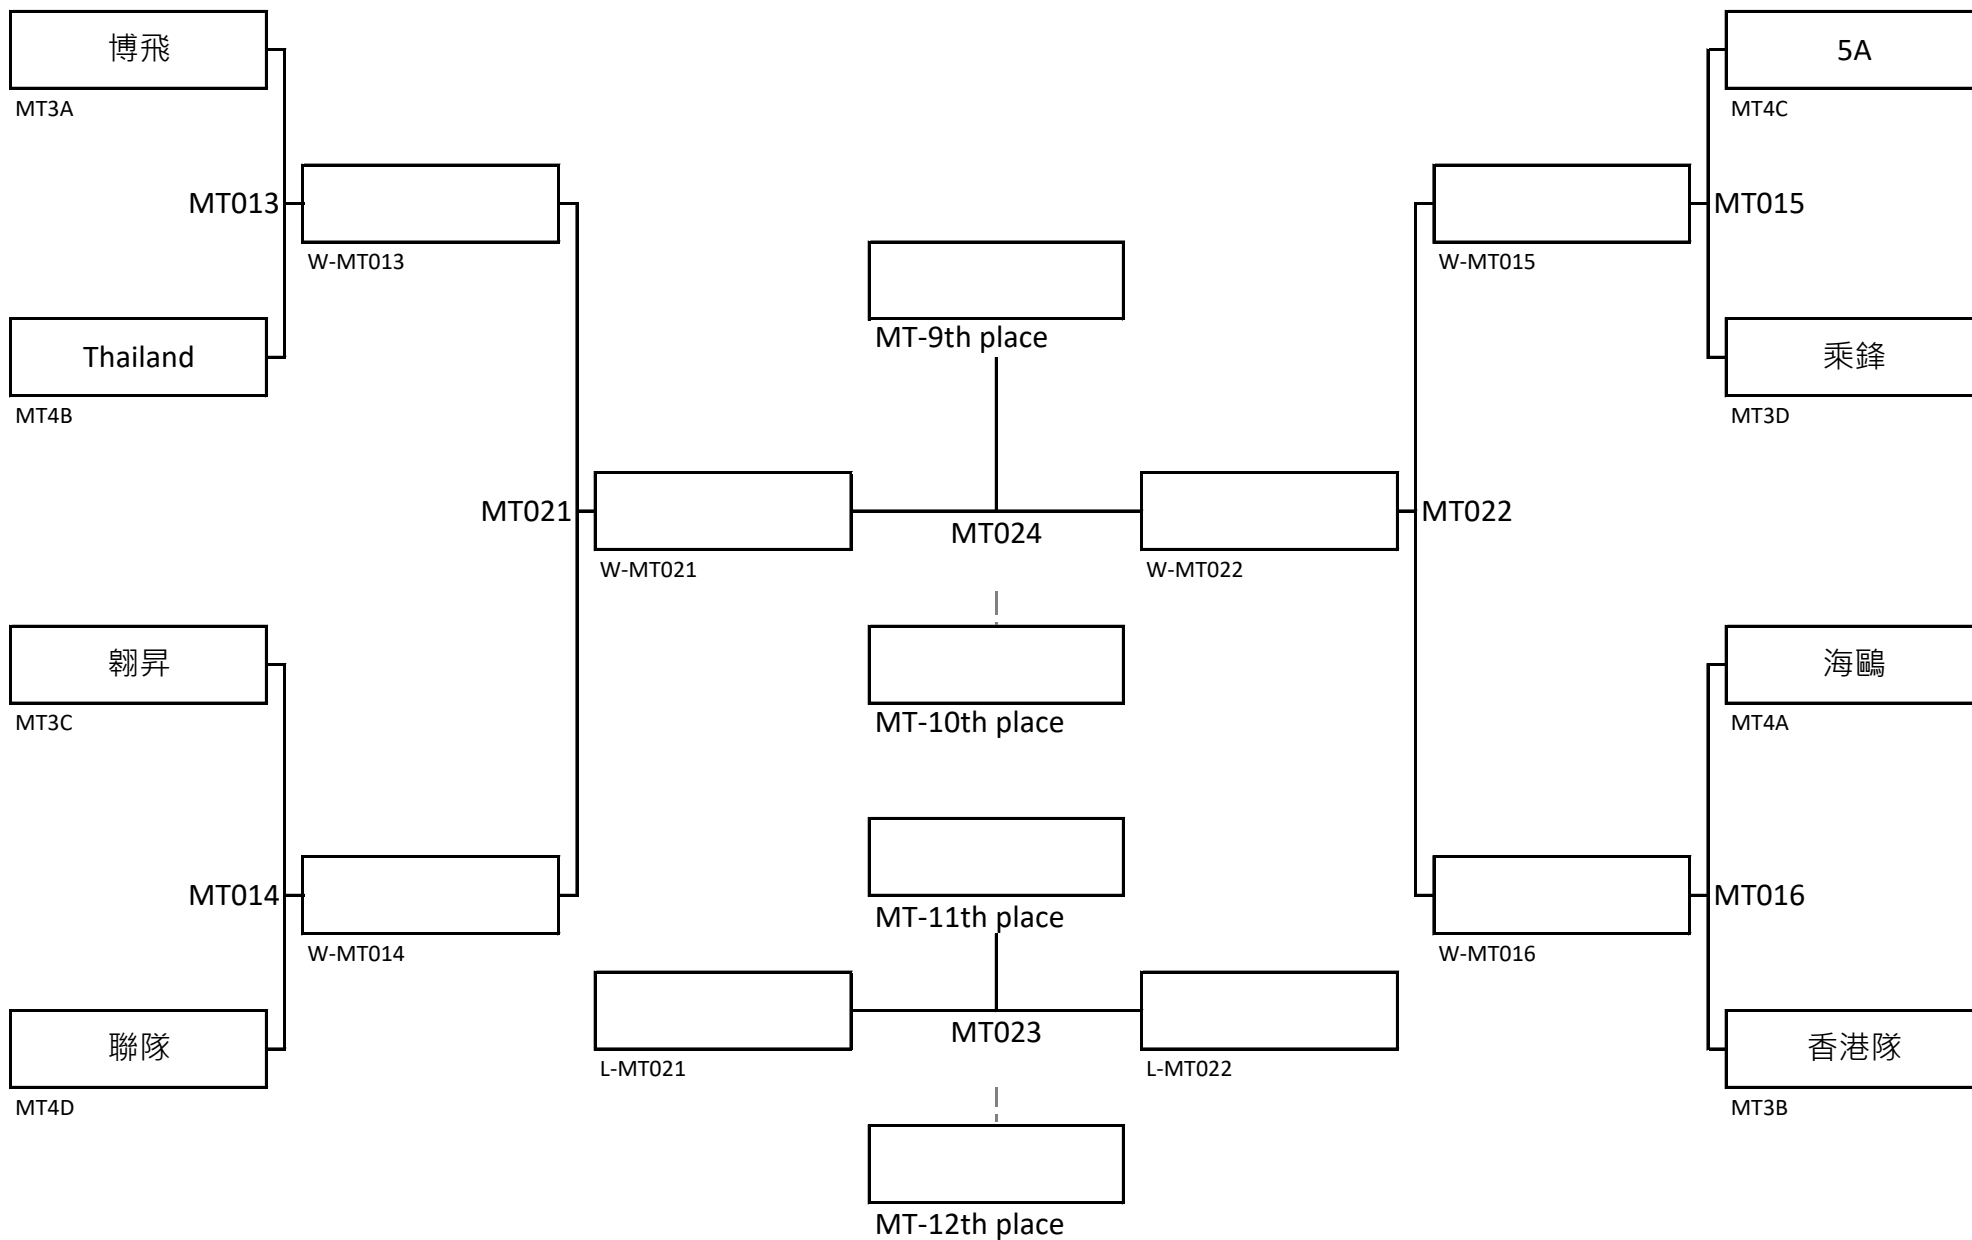 博飛
5A
MT3A
MT4C
MT013
MT015
W-MT013
W-MT015
MT-9th place
Thailand
乘鋒
MT4B
MT3D
MT021
MT022
MT024
W-MT021
W-MT022
翱昇
海鷗
MT3C
MT-10th place
MT4A
MT014
MT016
MT-11th place
W-MT014
W-MT016
聯隊
MT023
香港隊
L-MT021
L-MT022
MT4D
MT3B
MT-12th place